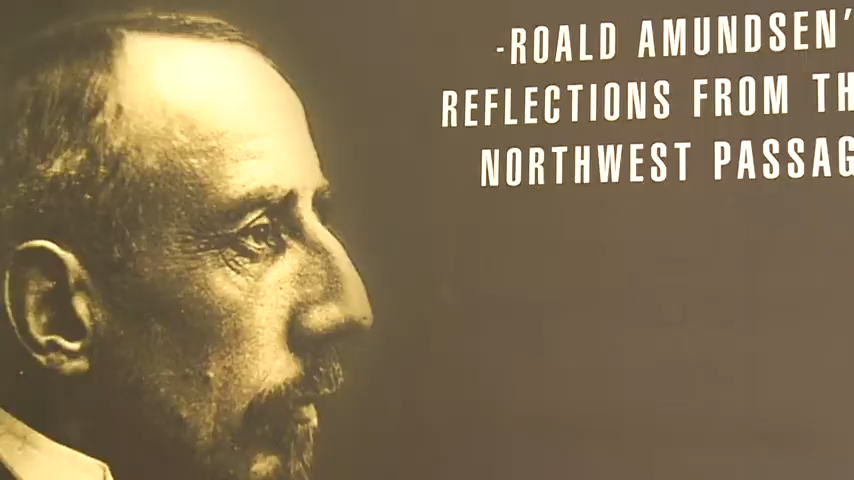 -ROALD AMUNDSEN'
REFLECTIONS FROM TH
NORTHWEST PASSAG